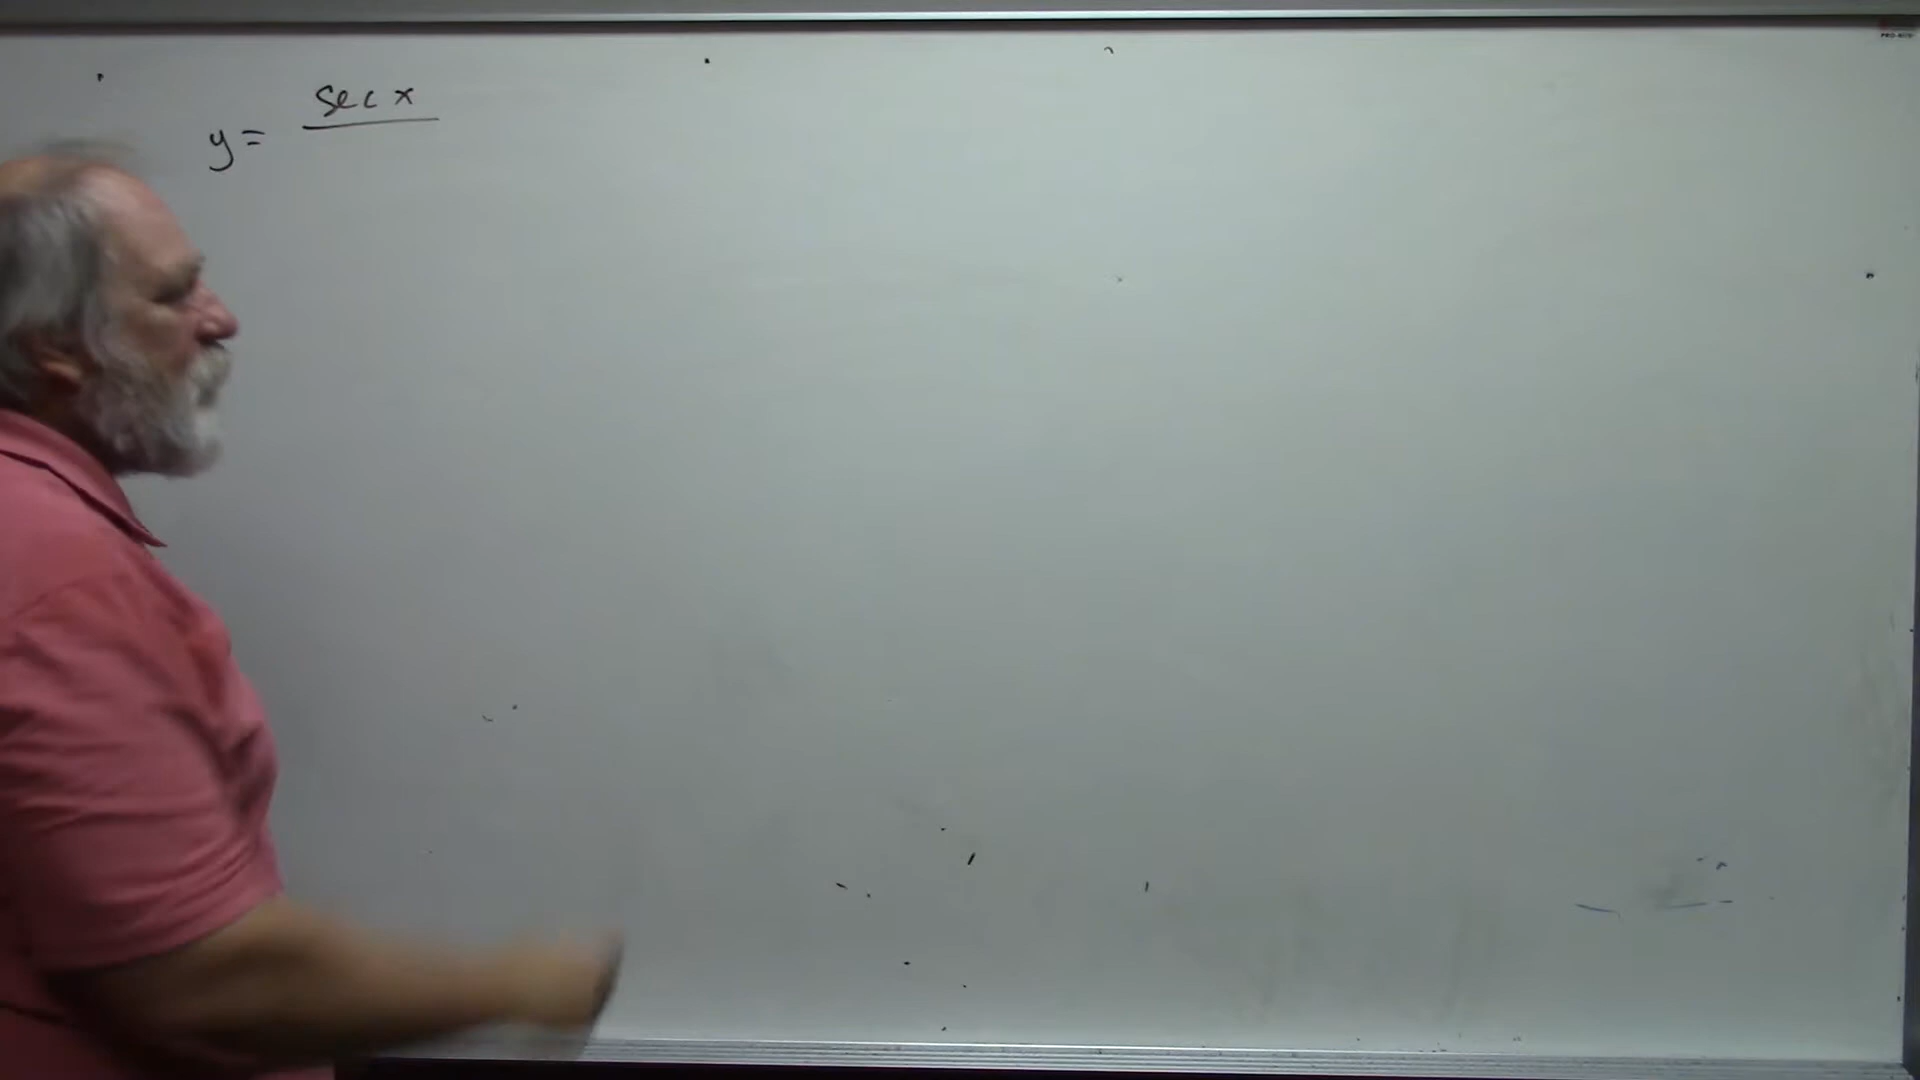 y = sec x